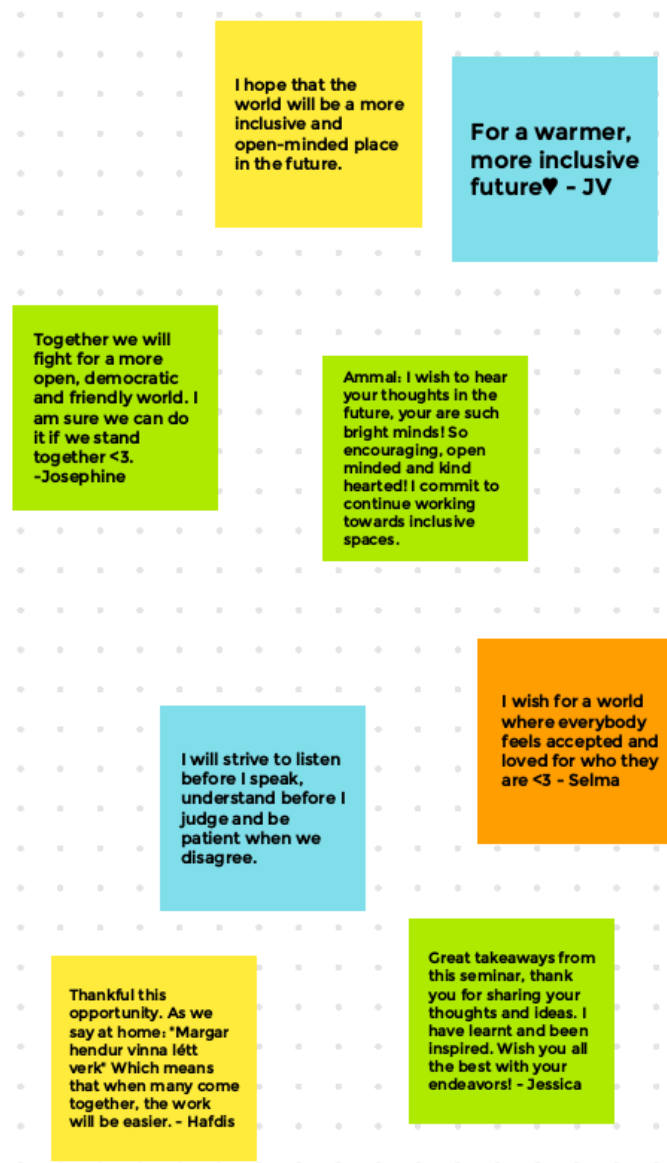 I hope that the
world will be a more
inclusive and
open-minded place
in the future.
For a warmer,
more inclusive
future♥ - JV
Together we will
fight for a more
open, democratic
and friendly world. I
am sure we can do
it if we stand
together <3.
-Josephine
Ammal: I wish to hear
your thoughts in the
future, your are such
bright minds! So
encouraging, open
minded and kind
hearted! I commit to
continue working
towards inclusive
spaces.
I wish for a world
where everybody
feels accepted and
loved for who they
are <3 - Selma
I will strive to listen
before I speak,
understand before I
judge and be
patient when we
disagree.
Great takeaways from
this seminar, thank
you for sharing your
thoughts and ideas. I
have learnt and been
inspired. Wish you all
the best with your
endeavors! - Jessica
Thankful this
opportunity. As we
say at home: "Margar
hendur vinna létt
verk" Which means
that when many come
together, the work
will be easier. - Hafdis